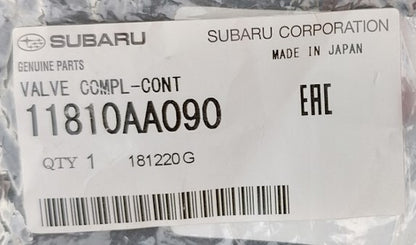 SUBARU SUBARU CORPORATION
GENUINE PARTS MADE IN JAPAN
VALVE COMPL-CONT
11810AA090 EAC
QTY 1 181220G